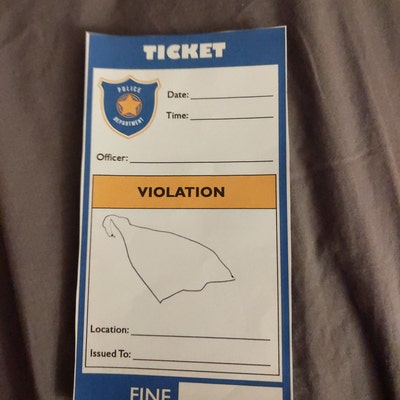 TICKET
POLICE
DEPARTMENT
Date:
Time:
Officer:
VIOLATION
Location:
Issued To:
FINE